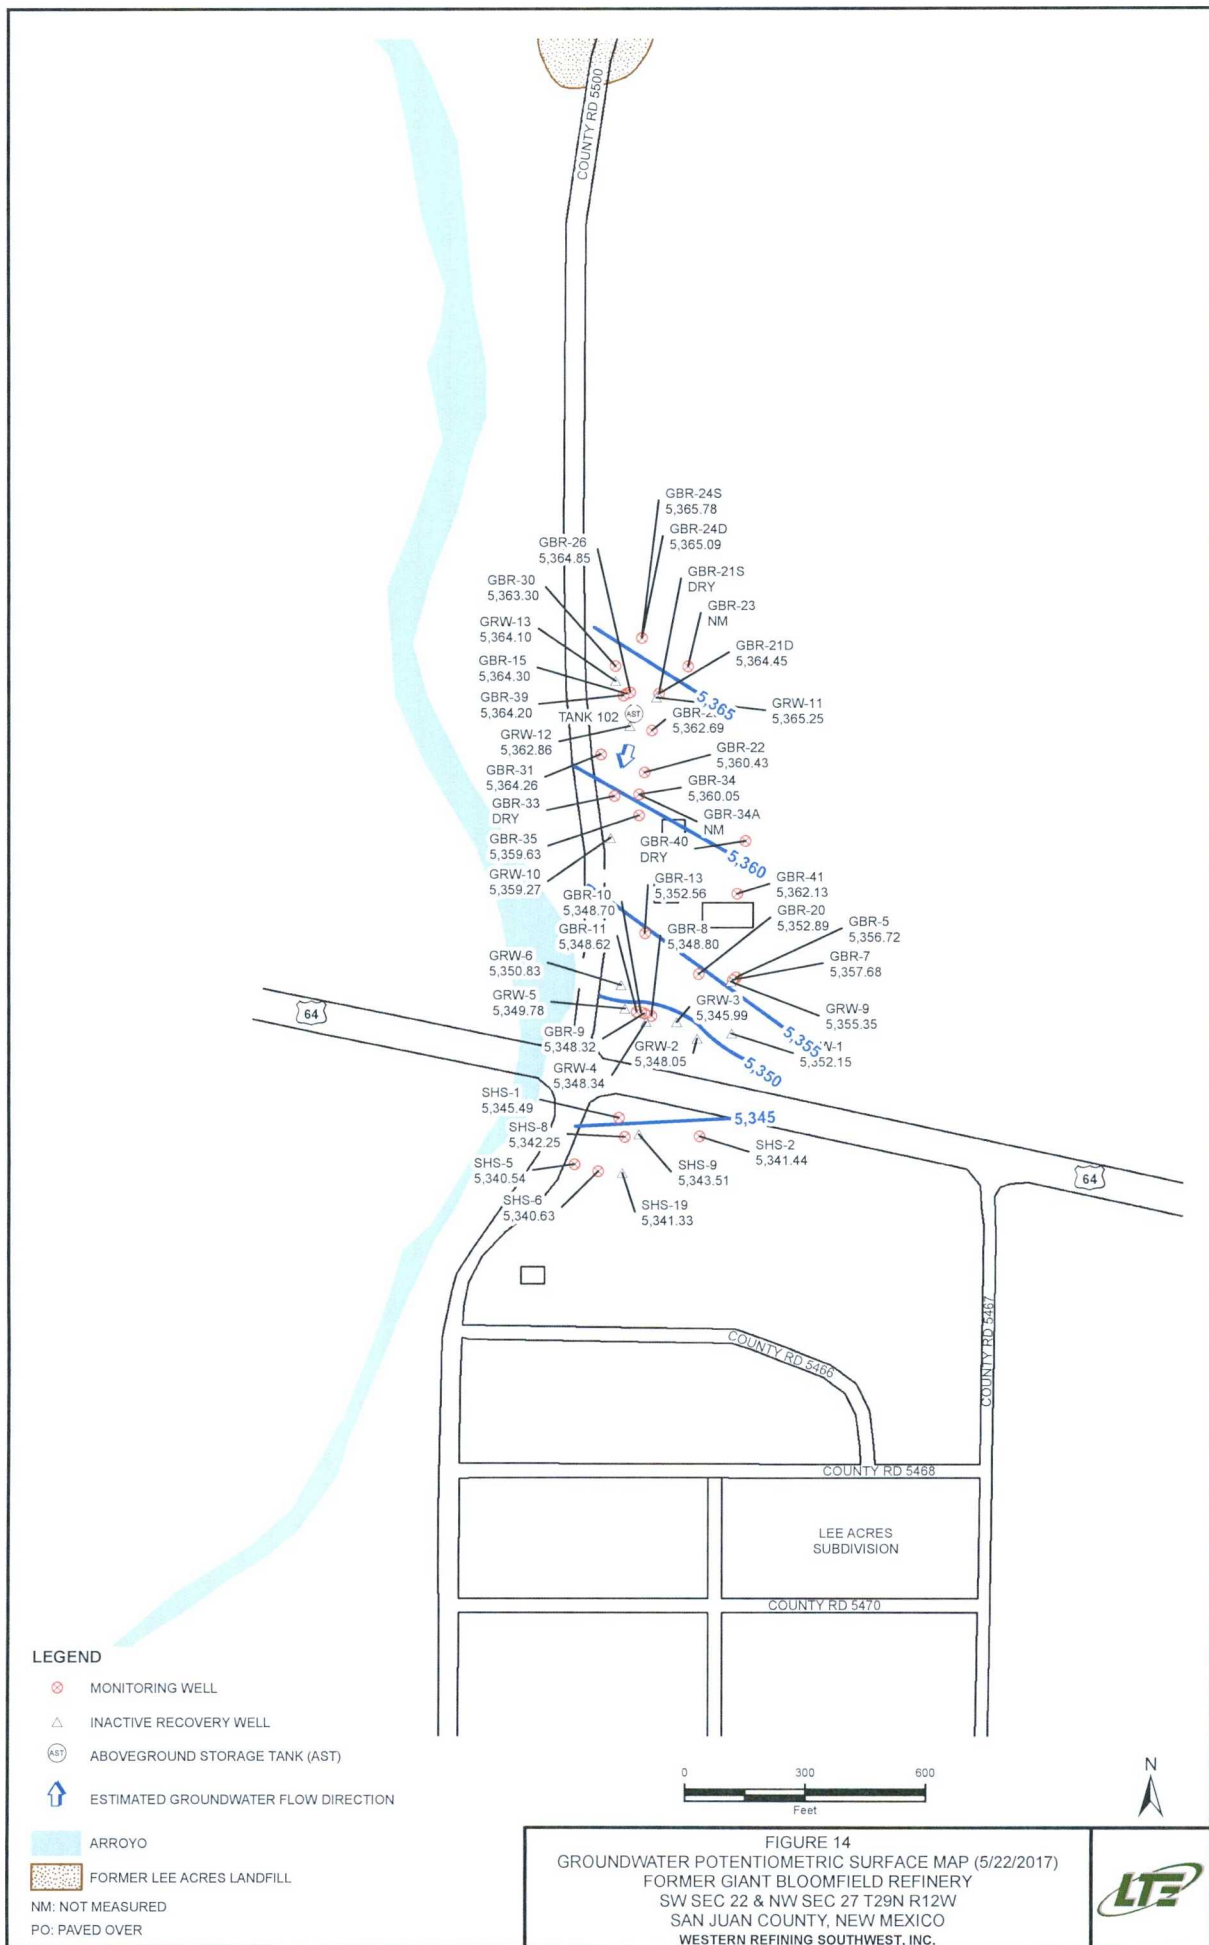 COUNTY RD 5500
GBR-24S
5,365.78
GBR-24D
5,365.09
GBR-26
5,364.85
GBR-21S
DRY
GBR-30
5,363.30
GBR-23
NM
GRW-13
5,364.10
GBR-21D
5,364.45
GBR-15
5,364.30
GBR-39
5,364.20
5,365
GRW-11
5,365.25
TANK 102
AST
5,362.69
GRW-12
5,362.86
GBR-22
5,360.43
GBR-31
5,364.26
GBR-34
5,360.05
GBR-33
DRY
GBR-34A
NM
GBR-35
5,359.63
GBR-40
DRY
5,360
GRW-10
5,359.27
GBR-13
5,352.56
GBR-41
5,362.13
GBR-10
5,348.70
GBR-20
5,352.89
GBR-11
5,348.62
GBR-8
5,348.80
GBR-5
5,356.72
GRW-6
5,350.83
GBR-7
5,357.68
GRW-5
5,349.78
GRW-3
5,345.99
GRW-9
5,355.35
64
GBR-9
5,348.32
GRW-2
5,348.05
5,355
5,352.15
GRW-4
5,348.34
5,350
SHS-1
5,345.49
5,345
SHS-8
5,342.25
SHS-2
5,341.44
SHS-5
5,340.54
SHS-9
5,343.51
64
SHS-6
5,340.63
SHS-19
5,341.33
COUNTY RD 5467
COUNTY RD 5466
COUNTY RD 5468
LEE ACRES
SUBDIVISION
COUNTY RD 5470
LEGEND
MONITORING WELL
INACTIVE RECOVERY WELL
AST
ABOVEGROUND STORAGE TANK (AST)
ESTIMATED GROUNDWATER FLOW DIRECTION
ARROYO
FORMER LEE ACRES LANDFILL
NM: NOT MEASURED
PO: PAVED OVER
0 300 600
Feet
N
FIGURE 14
GROUNDWATER POTENTIOMETRIC SURFACE MAP (5/22/2017)
FORMER GIANT BLOOMFIELD REFINERY
SW SEC 22 & NW SEC 27 T29N R12W
SAN JUAN COUNTY, NEW MEXICO
WESTERN REFINING SOUTHWEST, INC.
LTE